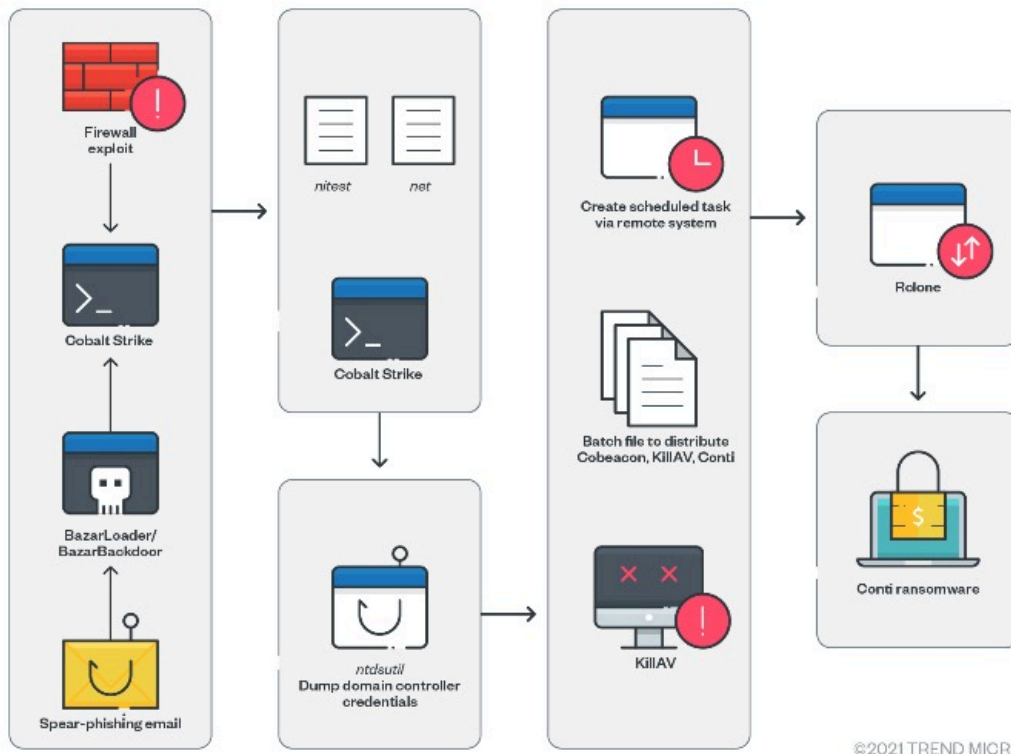 Firewall
exploit
Cobalt Strike
BazarLoader/
BazarBackdoor
Spear-phishing email
nltest
net
Cobalt Strike
ntdsutil
Dump domain controller
credentials
Create scheduled task
via remote system
Batch file to distribute
Cobeacon, KillAV, Conti
KillAV
Rclone
$
Conti ransomware
©2021 TREND MICR